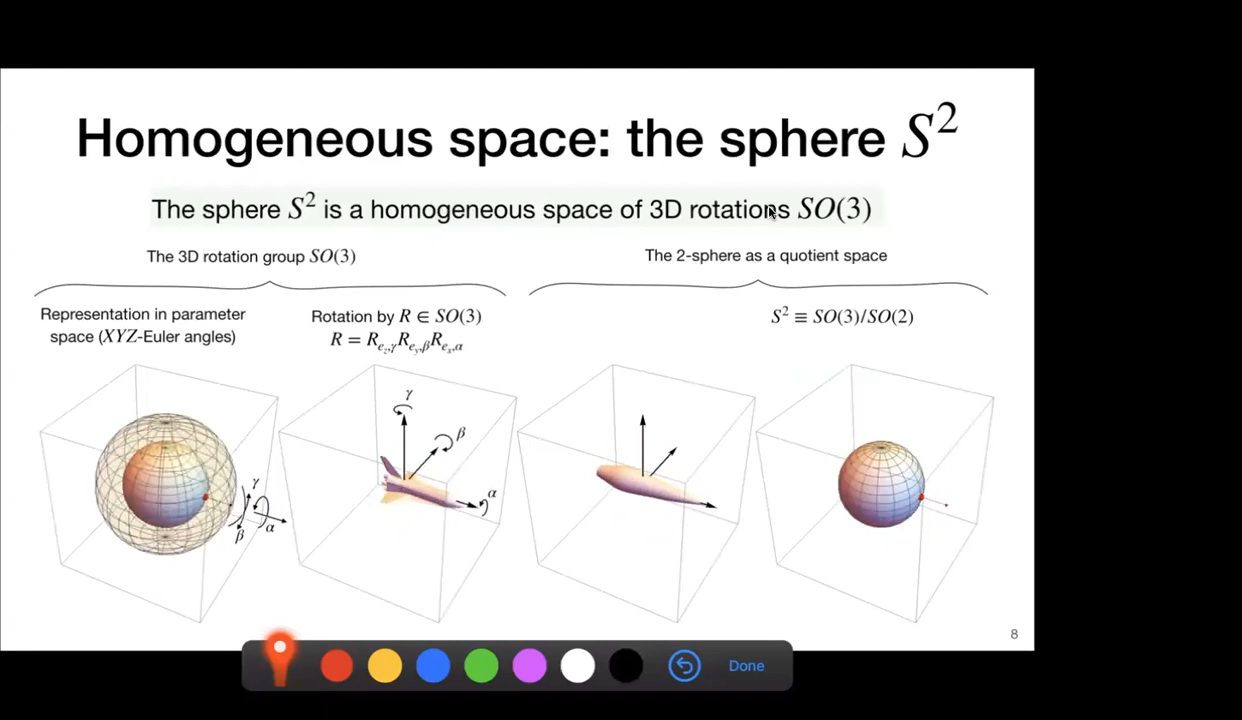 Homogeneous space: the sphere S²
The sphere S² is a homogeneous space of 3D rotations SO(3)
The 3D rotation group SO(3)
The 2-sphere as a quotient space
Representation in parameter
space (XYZ-Euler angles)
Rotation by R ∈ SO(3)
R = R_{e_z,γ}R_{e_y,β}R_{e_x,α}
S² ≡ SO(3)/SO(2)
γ
β
α
γ
β
α
8
Done